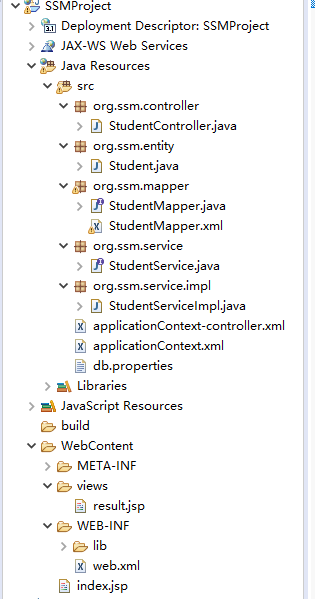 SSMProject
Deployment Descriptor: SSMProject
JAX-WS Web Services
Java Resources
src
org.ssm.controller
StudentController.java
org.ssm.entity
Student.java
org.ssm.mapper
StudentMapper.java
StudentMapper.xml
org.ssm.service
StudentService.java
org.ssm.service.impl
StudentServiceImpl.java
applicationContext-controller.xml
applicationContext.xml
db.properties
Libraries
JavaScript Resources
build
WebContent
META-INF
views
result.jsp
WEB-INF
lib
web.xml
index.jsp